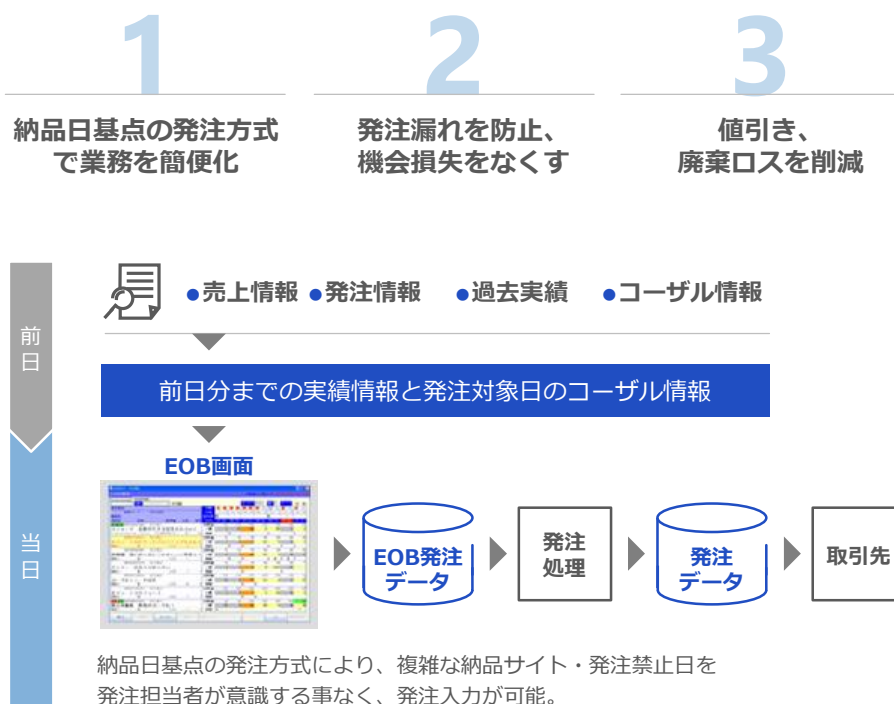 1
2
3
納品日基点の発注方式
で業務を簡便化
発注漏れを防止、
機会損失をなくす
値引き、
廃棄ロスを削減
前日
●売上情報 ●発注情報 ●過去実績 ●コーザル情報
前日分までの実績情報と発注対象日のコーザル情報
当日
EOB画面
EOB発注
データ
発注
処理
発注
データ
取引先
納品日基点の発注方式により、複雑な納品サイト・発注禁止日を
発注担当者が意識する事なく、発注入力が可能。